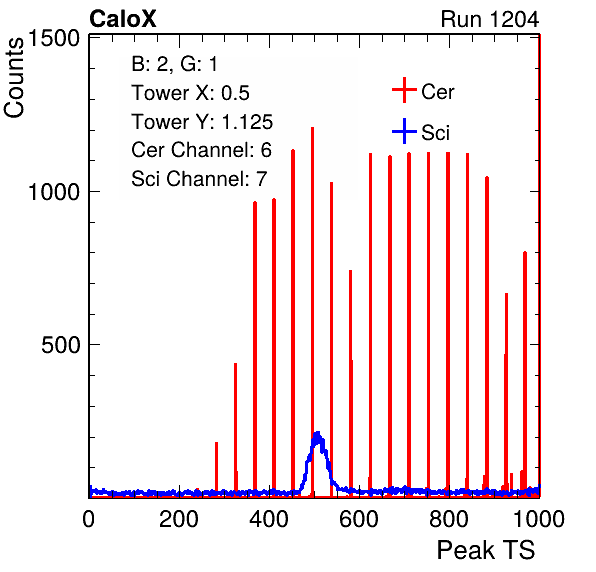 CaloX Run 1204
Counts
1500
1000
500
B: 2, G: 1
Tower X: 0.5
Tower Y: 1.125
Cer Channel: 6
Sci Channel: 7
Cer
Sci
0 200 400 600 800 1000
Peak TS